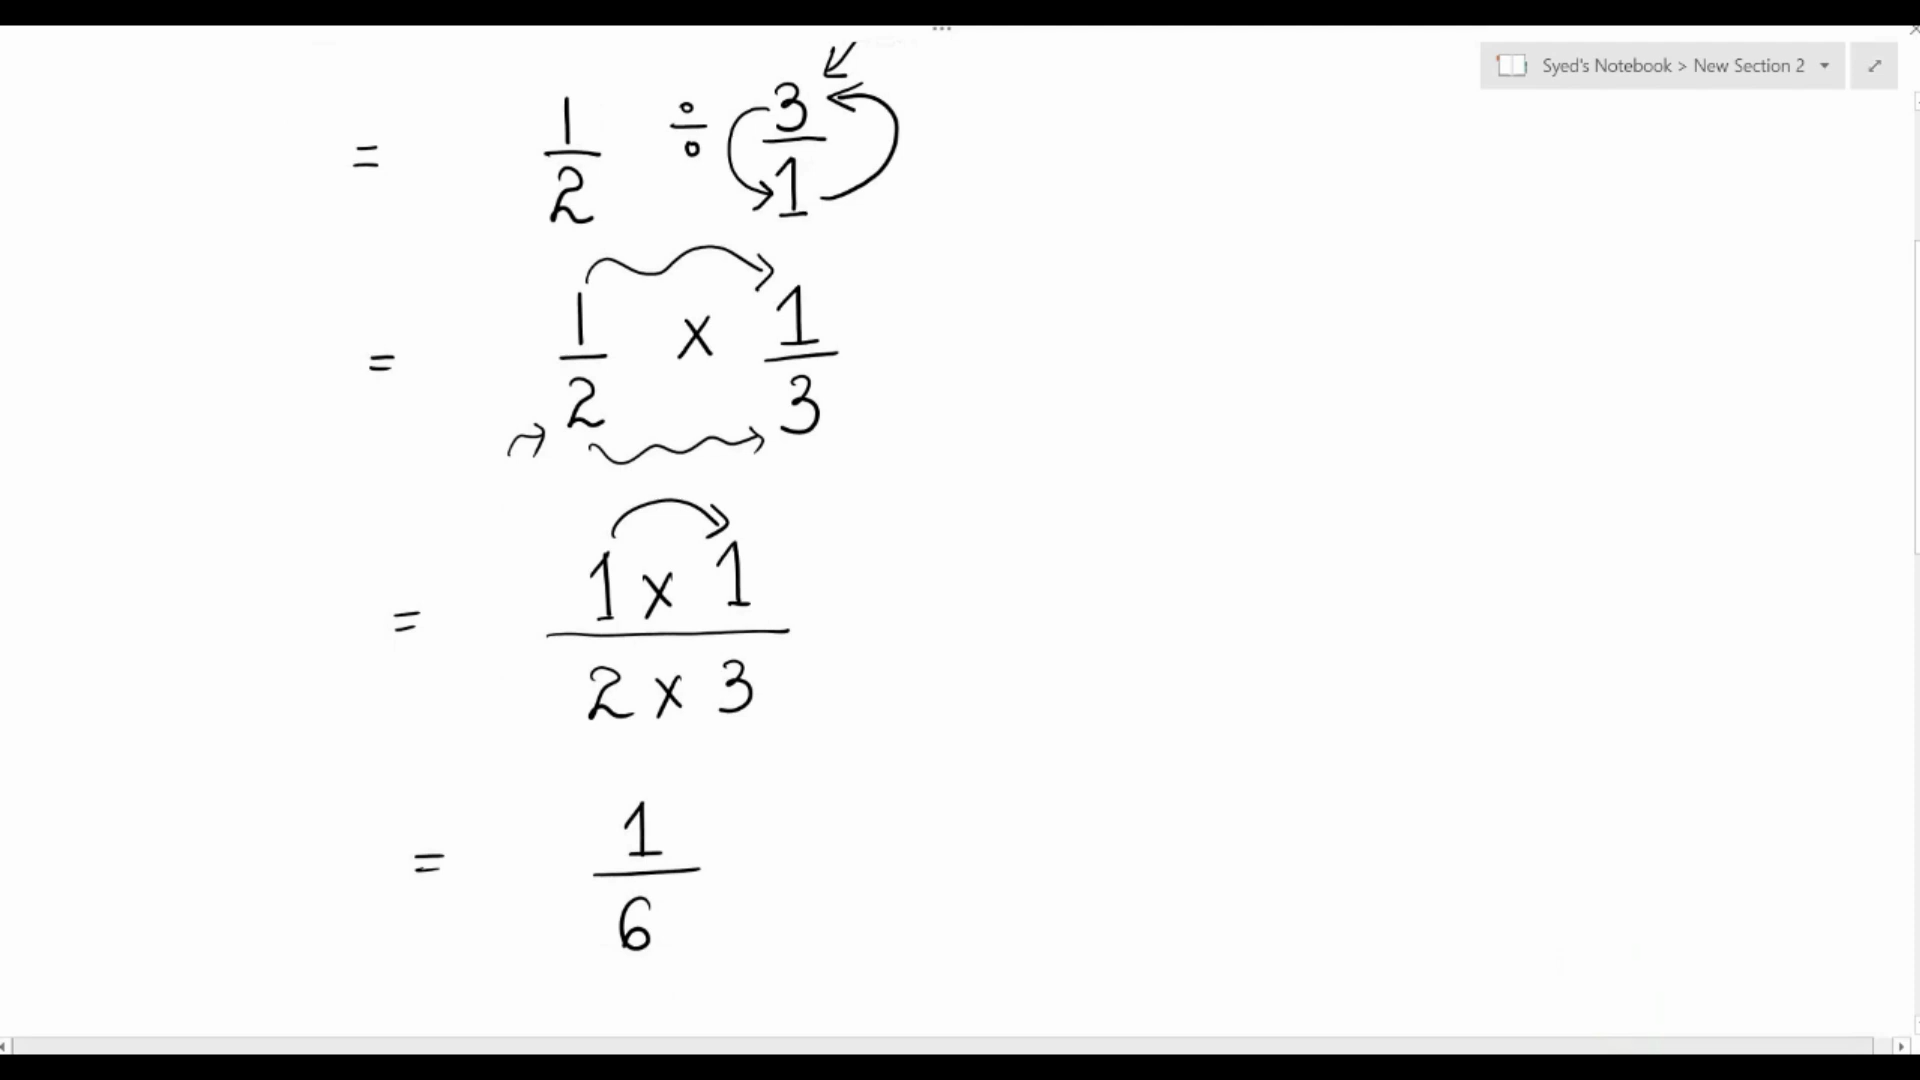 Syed's Notebook > New Section 2
= 1/2 ÷ 3/1
= 1/2 x 1/3
= 1 x 1
2 x 3
= 1/6